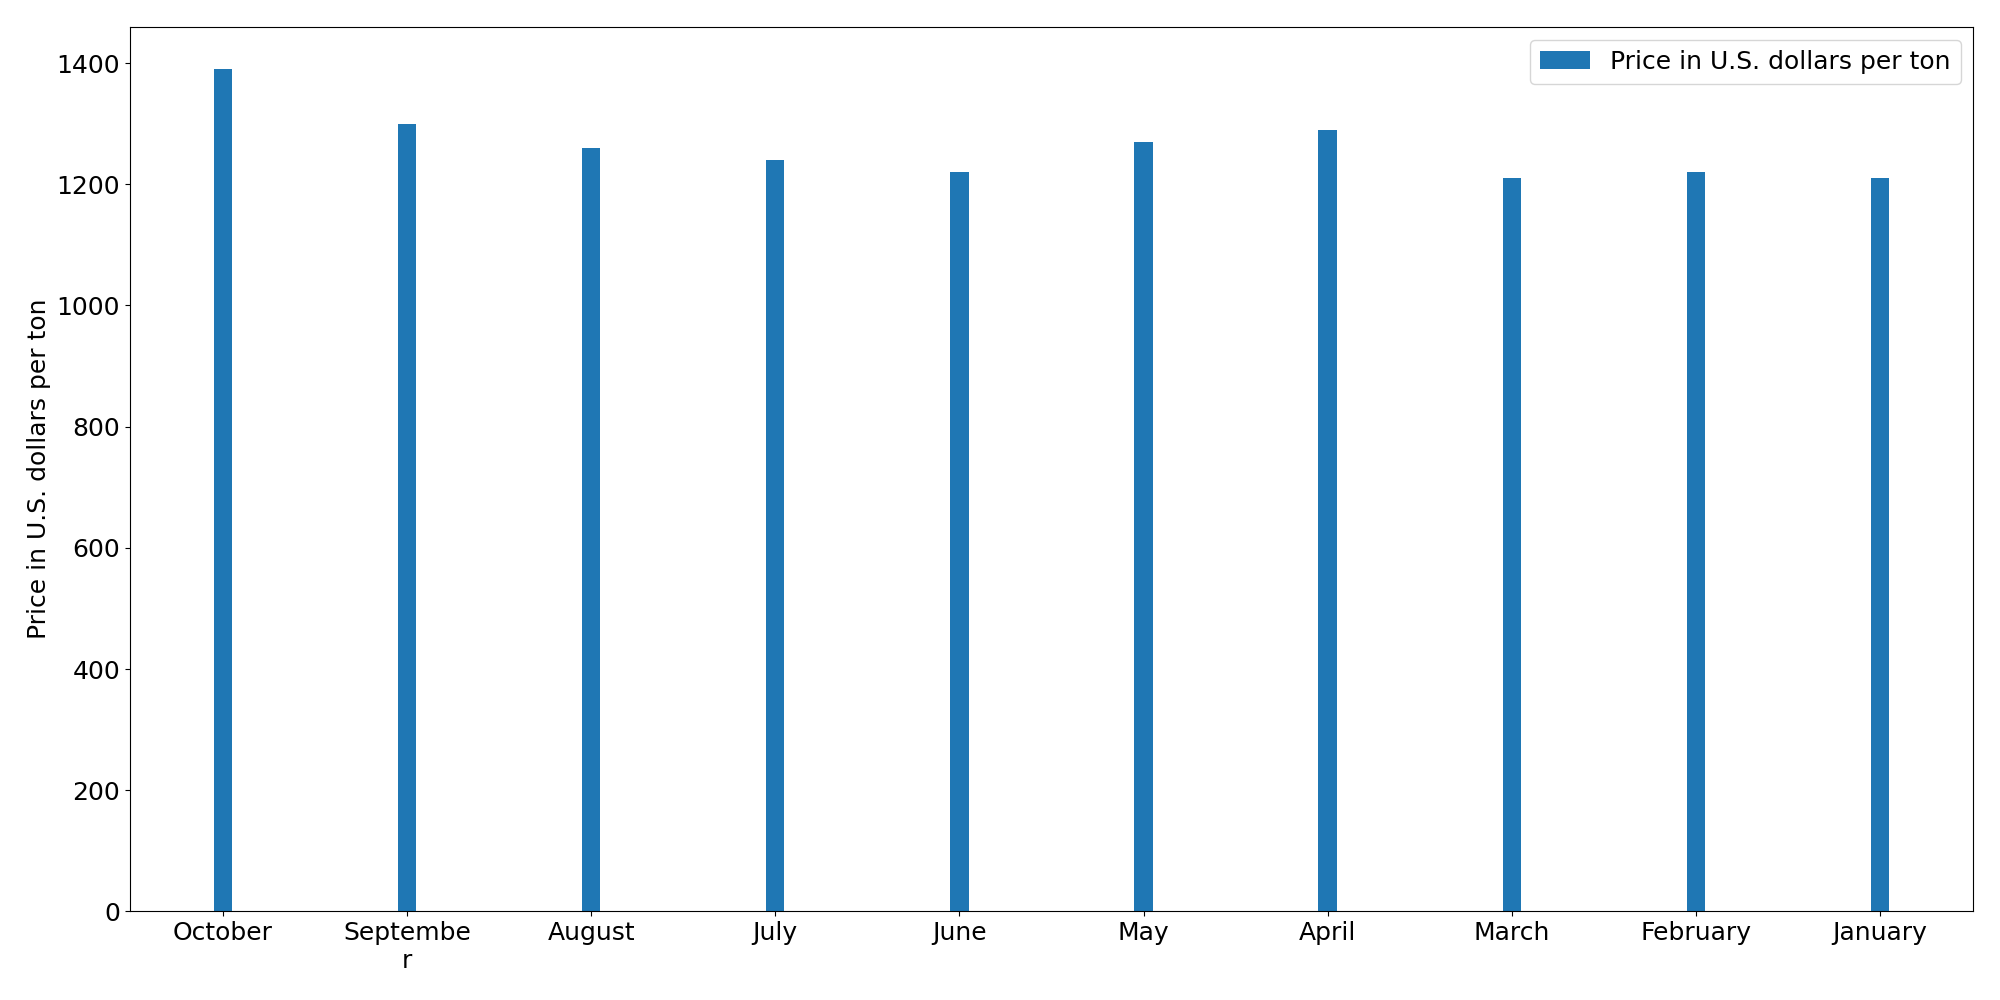 Price in U.S. dollars per ton
1400
1200
1000
800
600
400
200
0
Price in U.S. dollars per ton
October
Septembe
r
August
July
June
May
April
March
February
January